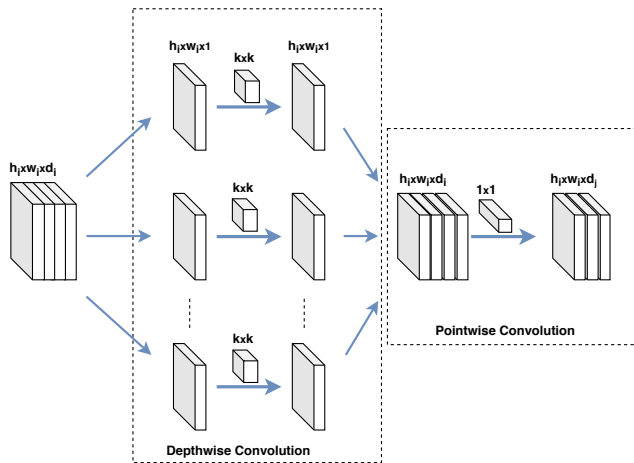 hᵢxwᵢxdᵢ
hᵢxwᵢx1
kxk
hᵢxwᵢx1
kxk
kxk
Depthwise Convolution
hᵢxwᵢxdᵢ
1x1
hᵢxwᵢxdⱼ
Pointwise Convolution